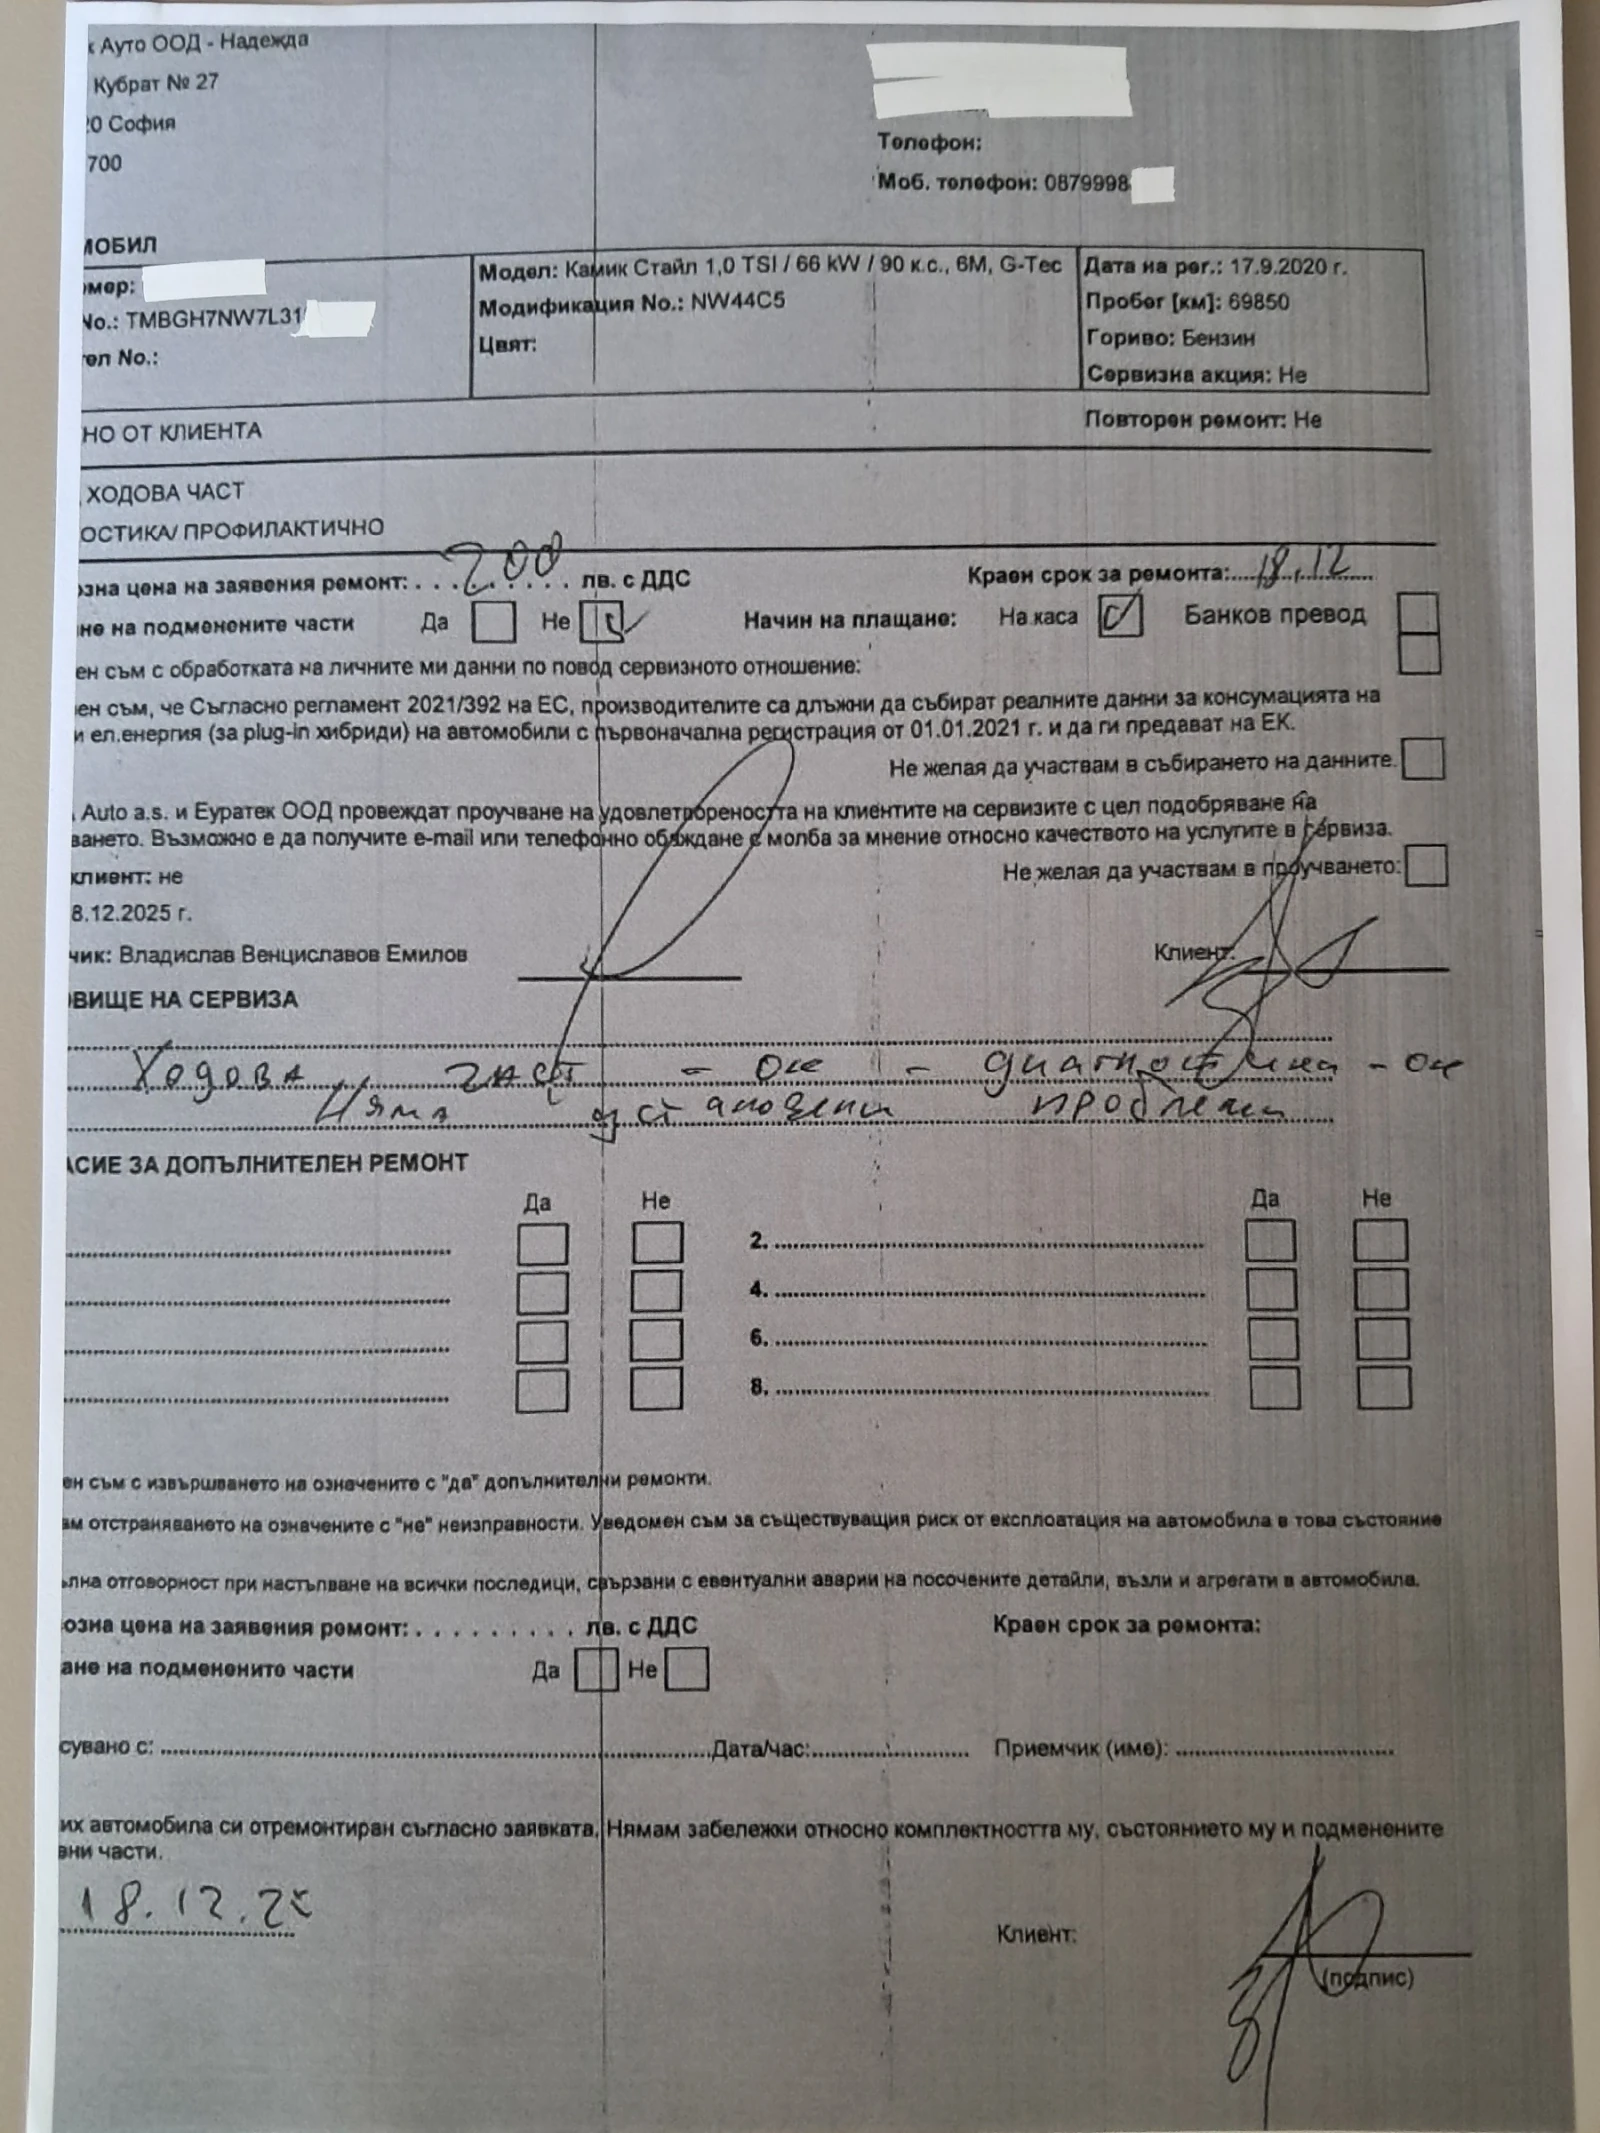 к Ауто ООД - Надежда
Кубрат № 27
20 София
700
Телефон:
Моб. телефон: 0879998
МОБИЛ
омер:
No.: TMBGH7NW7L31
тел No.:
Модел: Камик Стайл 1,0 TSI / 66 kW / 90 к.с., 6M, G-Tec
Модификация No.: NW44C5
Цвят:
Дата на рег.: 17.9.2020 г.
Пробег [км]: 69850
Гориво: Бензин
Сервизна акция: Не
НО ОТ КЛИЕНТА
Повторен ремонт: Не
ХОДОВА ЧАСТ
ОСТИКА/ ПРОФИЛАКТИЧНО
озна цена на заявения ремонт: . . . 200 . . . лв. с ДДС Краен срок за ремонта:....18.12....
не на подменените части Да Не Начин на плащане: На каса Банков превод
ен съм с обработката на личните ми данни по повод сервизното отношение:
ен съм, че Съгласно регламент 2021/392 на ЕС, производителите са длъжни да събират реалните данни за консумацията на
и ел.енергия (за plug-in хибриди) на автомобили с първоначална регистрация от 01.01.2021 г. и да ги предават на ЕК.
Не желая да участвам в събирането на данните.
Auto a.s. и Еуратек ООД провеждат проучване на удовлетвореността на клиентите на сервизите с цел подобряване на
ването. Възможно е да получите e-mail или телефонно обаждане с молба за мнение относно качеството на услугите в сервиза.
клиент: не
Не желая да участвам в проучването:
8.12.2025 г.
чик: Владислав Венциславов Емилов
Клиент:
ОВИЩЕ НА СЕРВИЗА
Ходова част - ок - диагностика - ок
Няма установени проблеми
АСИЕ ЗА ДОПЪЛНИТЕЛЕН РЕМОНТ
Да Не Да Не
2.
4.
6.
8.
ен съм с извършването на означените с "да" допълнителни ремонти.
ам отстраняването на означените с "не" неизправности. Уведомен съм за съществуващия риск от експлоатация на автомобила в това състояние
ълна отговорност при настъпване на всички последици, свързани с евентуални аварии на посочените детайли, възли и агрегати в автомобила.
озна цена на заявения ремонт: . . . . . . . . . лв. с ДДС Краен срок за ремонта:
ане на подменените части Да Не
сувано с: Дата/час: Приемчик (име):
их автомобила си отремонтиран съгласно заявката. Нямам забележки относно комплектността му, състоянието му и подменените
ени части.
18.12.25
Клиент:
(подпис)